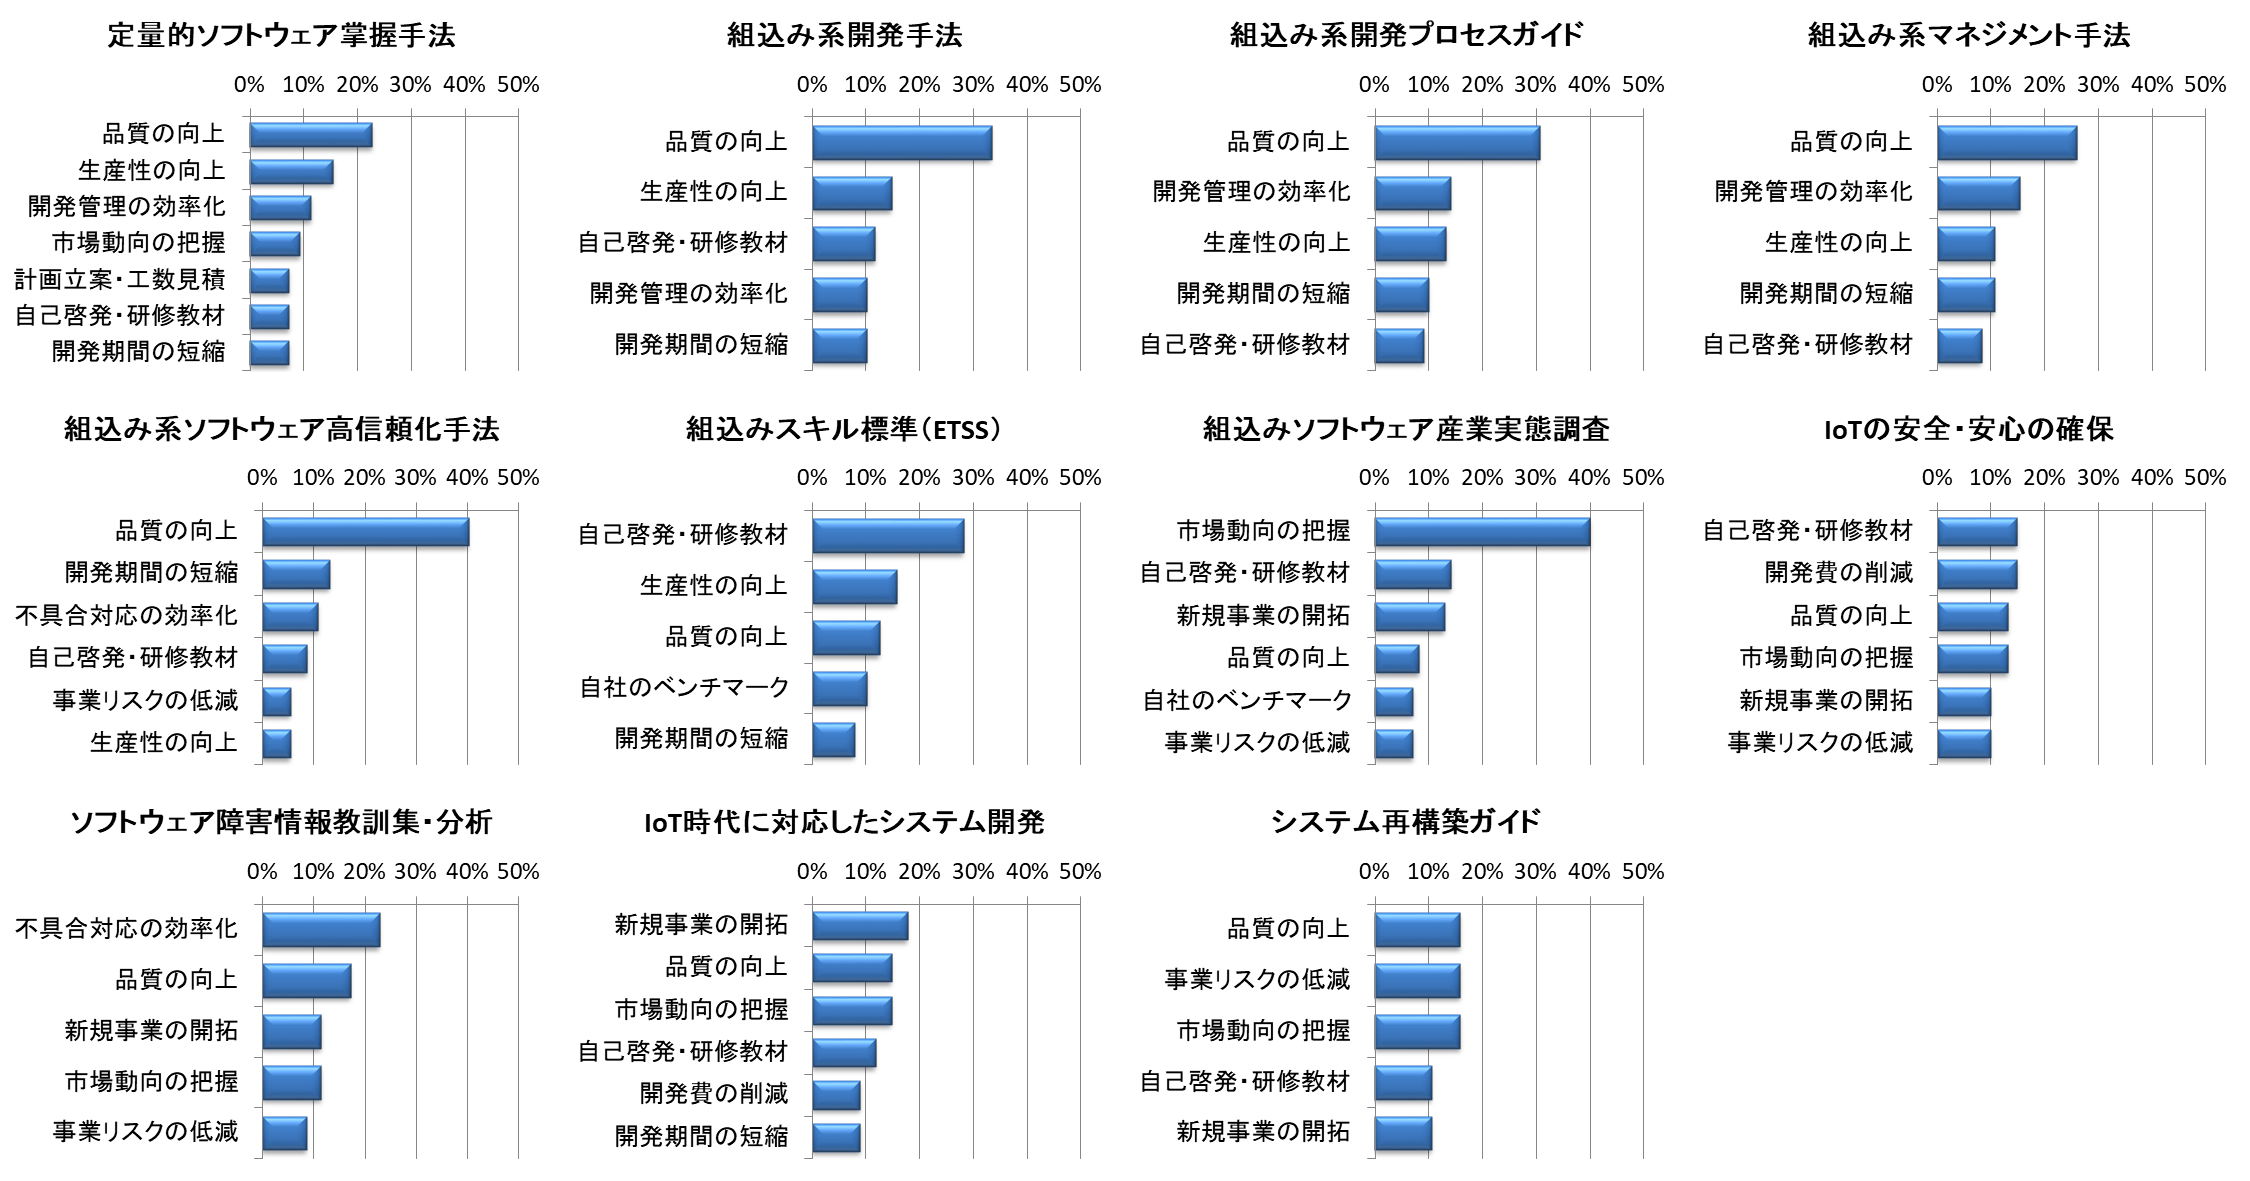 定量的ソフトウェア掌握手法
0% 10% 20% 30% 40% 50%
品質の向上
生産性の向上
開発管理の効率化
市場動向の把握
計画立案・工数見積
自己啓発・研修教材
開発期間の短縮
組込み系開発手法
0% 10% 20% 30% 40% 50%
品質の向上
生産性の向上
自己啓発・研修教材
開発管理の効率化
開発期間の短縮
組込み系開発プロセスガイド
0% 10% 20% 30% 40% 50%
品質の向上
開発管理の効率化
生産性の向上
開発期間の短縮
自己啓発・研修教材
組込み系マネジメント手法
0% 10% 20% 30% 40% 50%
品質の向上
開発管理の効率化
生産性の向上
開発期間の短縮
自己啓発・研修教材
組込み系ソフトウェア高信頼化手法
0% 10% 20% 30% 40% 50%
品質の向上
開発期間の短縮
不具合対応の効率化
自己啓発・研修教材
事業リスクの低減
生産性の向上
組込みスキル標準（ETSS）
0% 10% 20% 30% 40% 50%
自己啓発・研修教材
生産性の向上
品質の向上
自社のベンチマーク
開発期間の短縮
組込みソフトウェア産業実態調査
0% 10% 20% 30% 40% 50%
市場動向の把握
自己啓発・研修教材
新規事業の開拓
品質の向上
自社のベンチマーク
事業リスクの低減
IoTの安全・安心の確保
0% 10% 20% 30% 40% 50%
自己啓発・研修教材
開発費の削減
品質の向上
市場動向の把握
新規事業の開拓
事業リスクの低減
ソフトウェア障害情報教訓集・分析
0% 10% 20% 30% 40% 50%
不具合対応の効率化
品質の向上
新規事業の開拓
市場動向の把握
事業リスクの低減
IoT時代に対応したシステム開発
0% 10% 20% 30% 40% 50%
新規事業の開拓
品質の向上
市場動向の把握
自己啓発・研修教材
開発費の削減
開発期間の短縮
システム再構築ガイド
0% 10% 20% 30% 40% 50%
品質の向上
事業リスクの低減
市場動向の把握
自己啓発・研修教材
新規事業の開拓